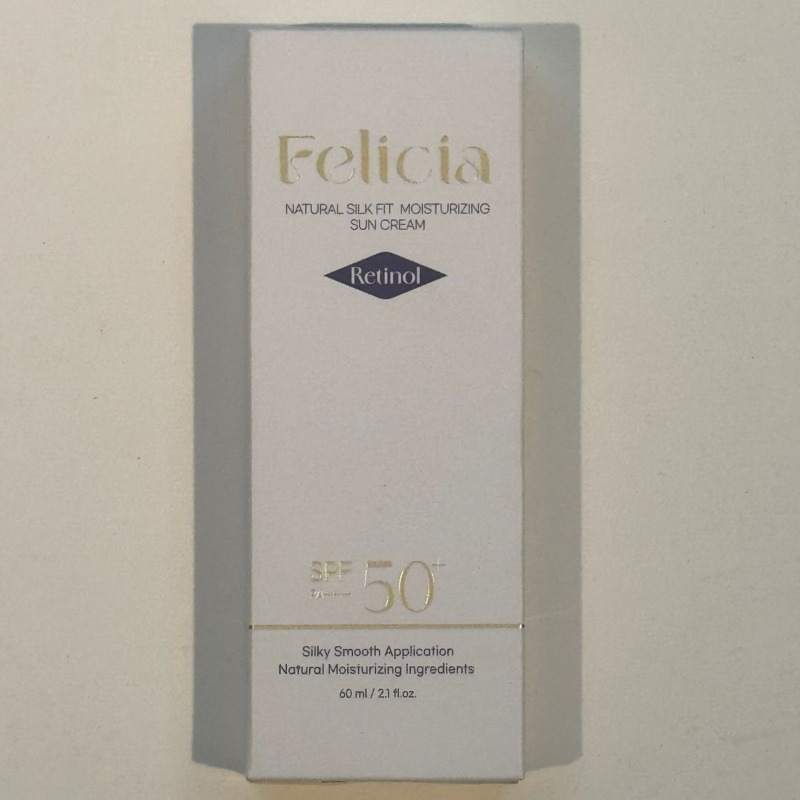 Felicia
NATURAL SILK FIT MOISTURIZING
SUN CREAM
Retinol
SPF 50+
Silky Smooth Application
Natural Moisturizing Ingredients
60 ml / 2.1 fl.oz.